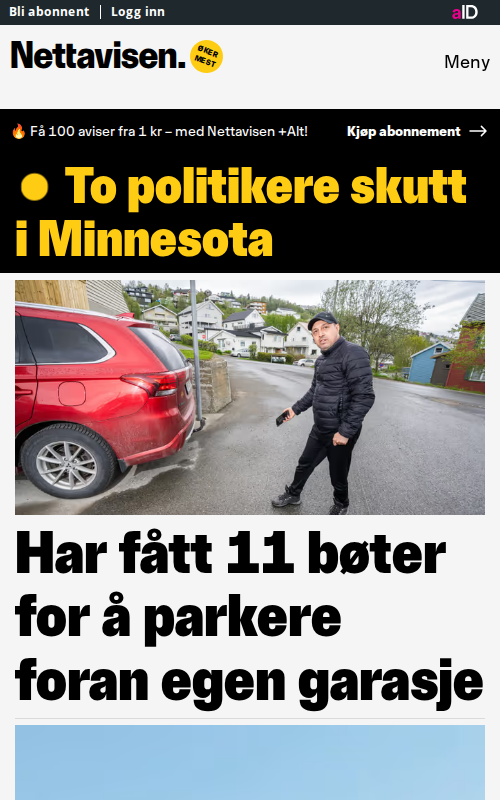 Bli abonnent | Logg inn
aID
Nettavisen.
ØKER
MEST
Meny
🔥 Få 100 aviser fra 1 kr – med Nettavisen +Alt!
Kjøp abonnement →
To politikere skutt
i Minnesota
Har fått 11 bøter
for å parkere
foran egen garasje